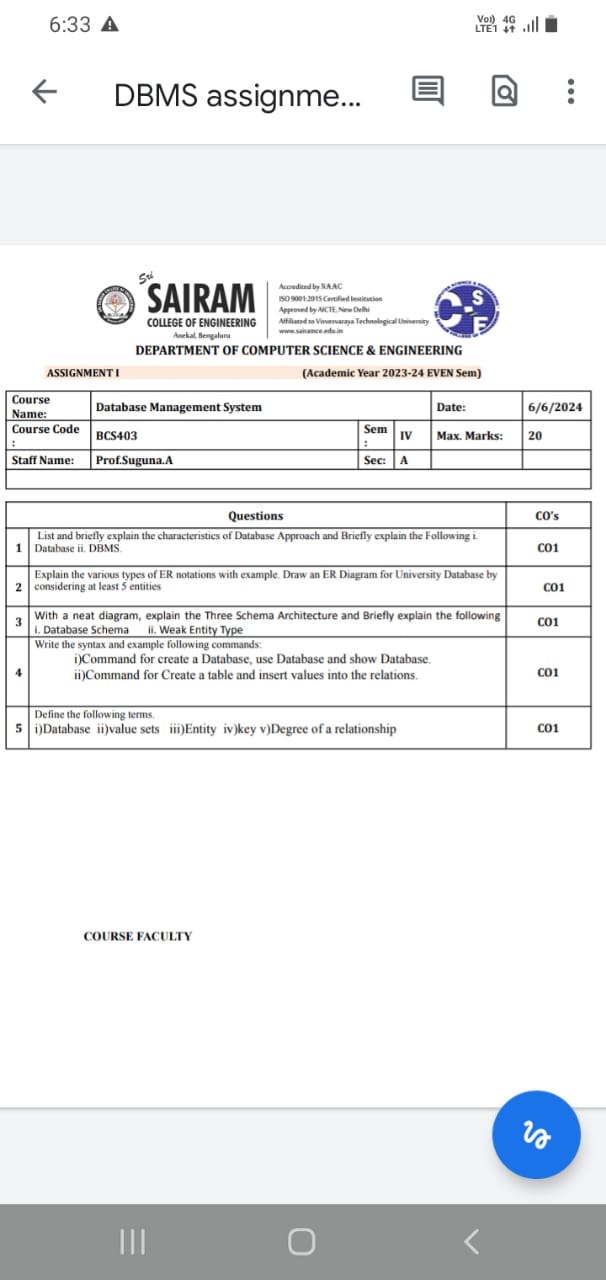 6:33
Vo)) 4G
LTE1
DBMS assignme...
Sri
SAIRAM
COLLEGE OF ENGINEERING
Anekal, Bengaluru
Accredited by NAAC
ISO 9001:2015 Certified Institution
Approved by AICTE, New Delhi
Affiliated to Visvesvaraya Technological University
www.sairamce.edu.in
CSE
DEPARTMENT OF COMPUTER SCIENCE & ENGINEERING
ASSIGNMENT I (Academic Year 2023-24 EVEN Sem)
Course Name: Database Management System Date: 6/6/2024
Course Code : BCS403 Sem : IV Max. Marks: 20
Staff Name: Prof.Suguna.A Sec: A
Questions CO's
List and briefly explain the characteristics of Database Approach and Briefly explain the Following i.
1 Database ii. DBMS. CO1
Explain the various types of ER notations with example. Draw an ER Diagram for University Database by
2 considering at least 5 entities CO1
3 With a neat diagram, explain the Three Schema Architecture and Briefly explain the following CO1
i. Database Schema ii. Weak Entity Type
Write the syntax and example following commands:
i)Command for create a Database, use Database and show Database.
4 ii)Command for Create a table and insert values into the relations. CO1
Define the following terms.
5 i)Database ii)value sets iii)Entity iv)key v)Degree of a relationship CO1
COURSE FACULTY